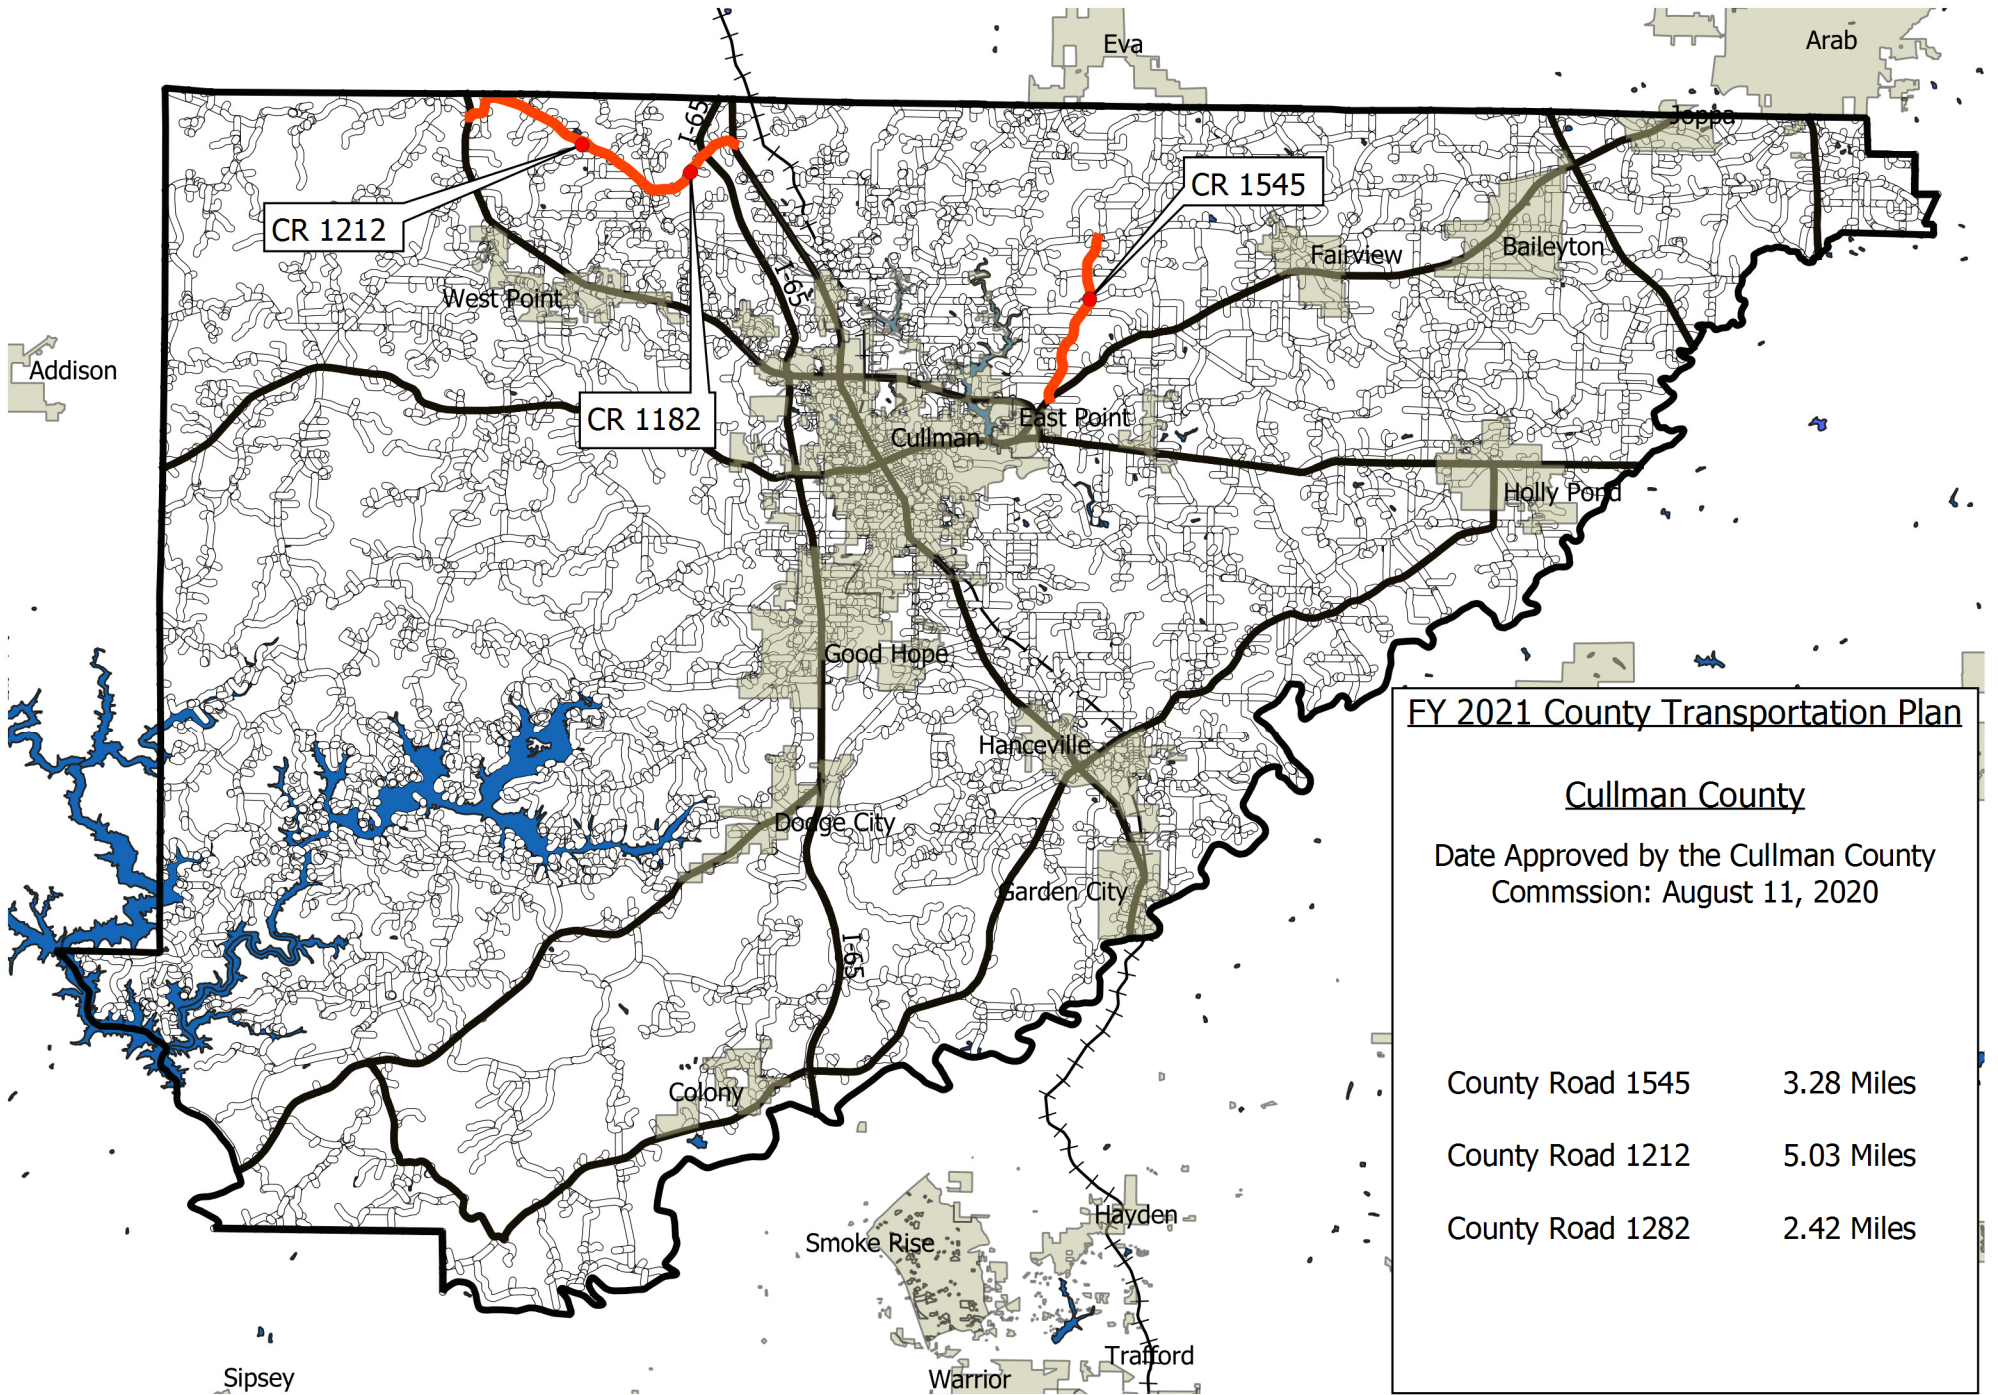 Eva
Arab
Joppa
I-65
CR 1545
CR 1212
Fairview
Baileyton
I-65
West Point
Addison
CR 1182
East Point
Cullman
Holly Pond
Good Hope
Hanceville
Dodge City
Garden City
I-65
Colony
Hayden
Smoke Rise
Trafford
Sipsey
Warrior
FY 2021 County Transportation Plan
Cullman County
Date Approved by the Cullman County
Commssion: August 11, 2020
County Road 1545 3.28 Miles
County Road 1212 5.03 Miles
County Road 1282 2.42 Miles